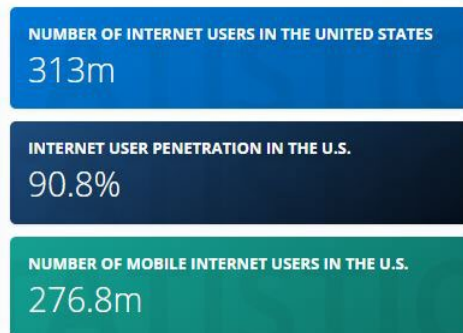 NUMBER OF INTERNET USERS IN THE UNITED STATES
313m
INTERNET USER PENETRATION IN THE U.S.
90.8%
NUMBER OF MOBILE INTERNET USERS IN THE U.S.
276.8m